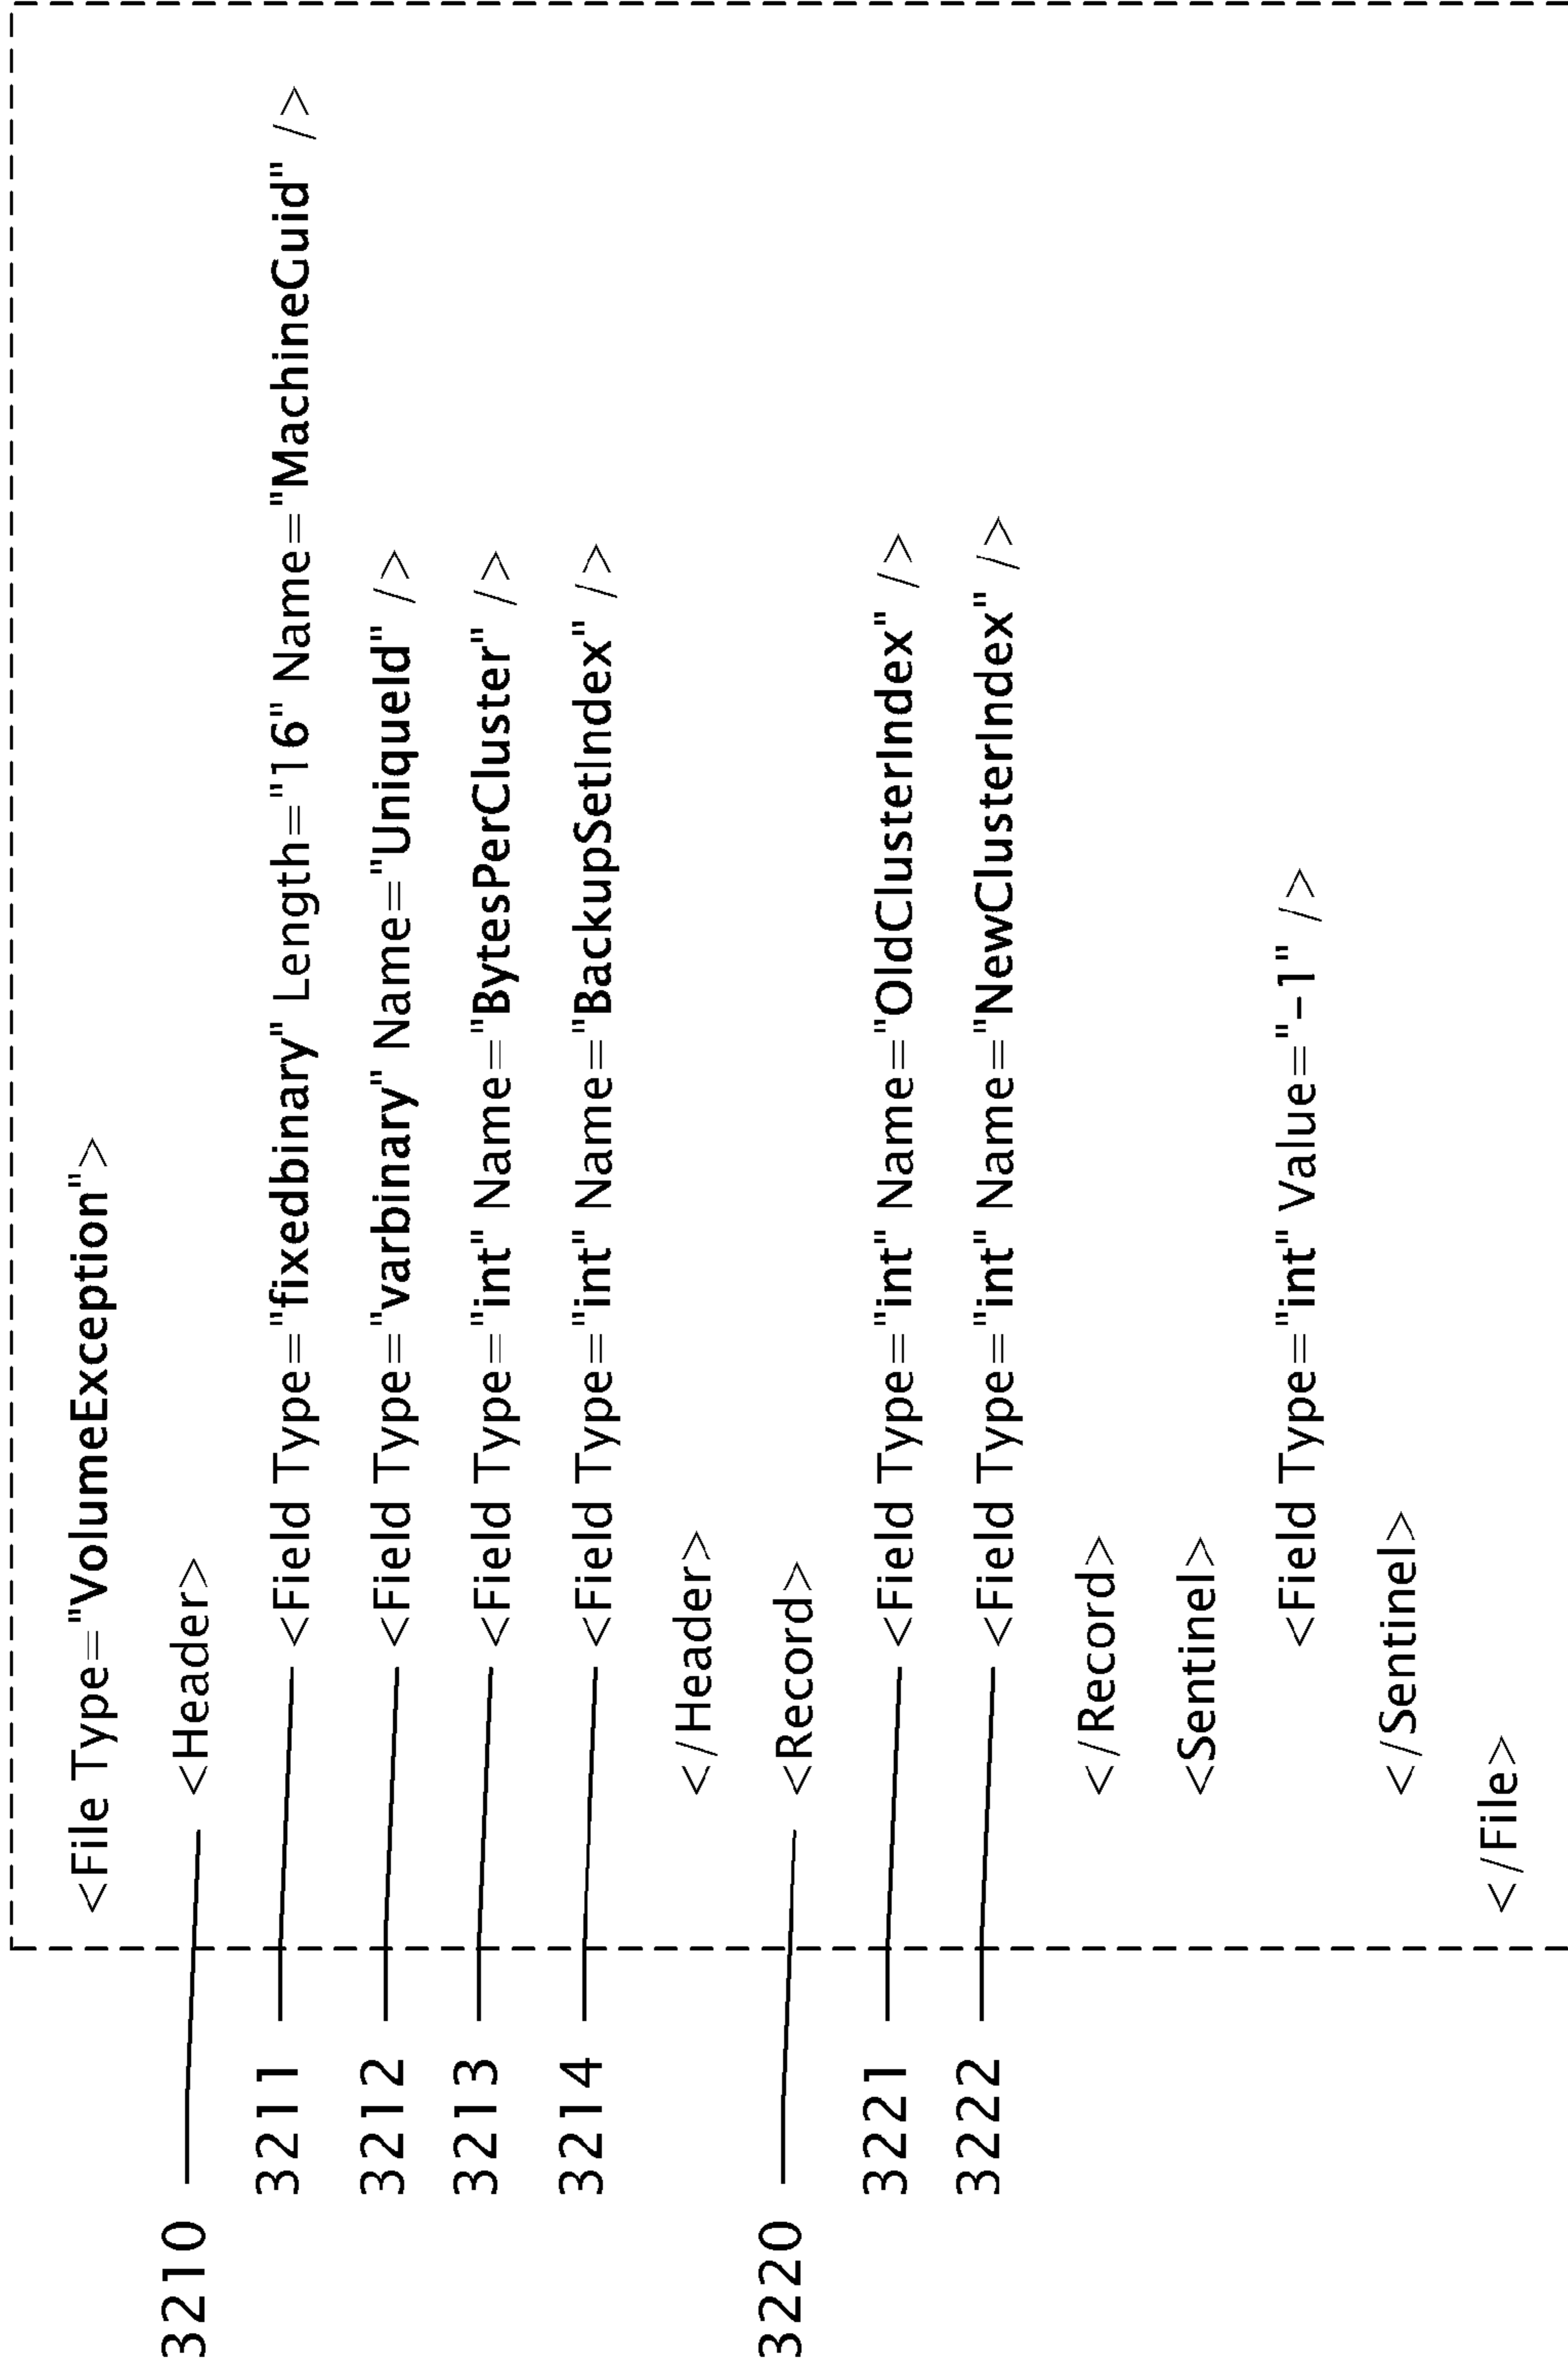 <File Type="VolumeException">
3210 <Header>
3211 <Field Type="fixedbinary" Length="16" Name="MachineGuid" />
3212 <Field Type="varbinary" Name="UniqueId" />
3213 <Field Type="int" Name="BytesPerCluster" />
3214 <Field Type="int" Name="BackupSetIndex" />
</Header>
3220 <Record>
3221 <Field Type="int" Name="OldClusterIndex" />
3222 <Field Type="int" Name="NewClusterIndex" />
</Record>
<Sentinel>
<Field Type="int" Value="-1" />
</Sentinel>
</File>